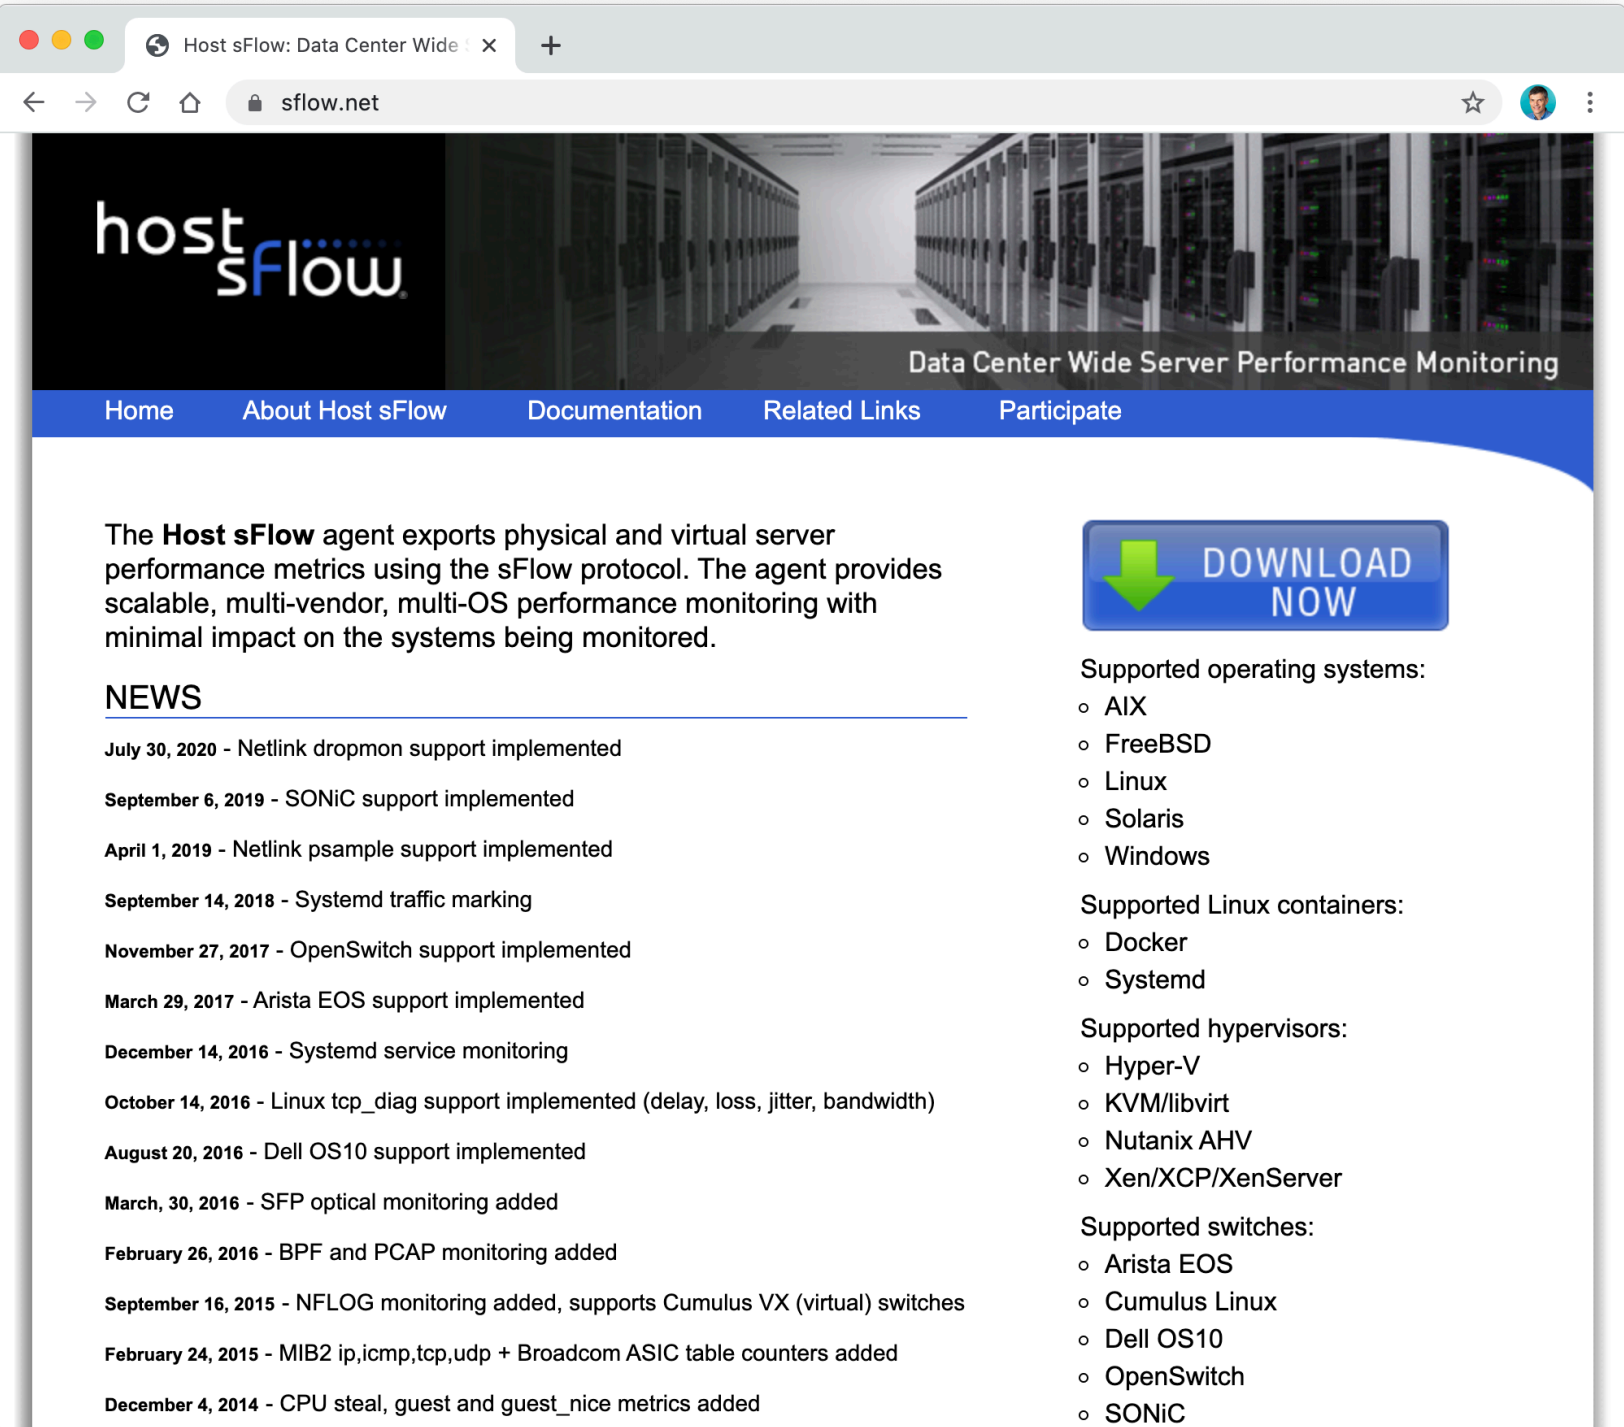 Host sFlow: Data Center Wide
sflow.net
host
sFlow®
Data Center Wide Server Performance Monitoring
Home About Host sFlow Documentation Related Links Participate
The Host sFlow agent exports physical and virtual server
performance metrics using the sFlow protocol. The agent provides
scalable, multi-vendor, multi-OS performance monitoring with
minimal impact on the systems being monitored.
NEWS
July 30, 2020 - Netlink dropmon support implemented
September 6, 2019 - SONiC support implemented
April 1, 2019 - Netlink psample support implemented
September 14, 2018 - Systemd traffic marking
November 27, 2017 - OpenSwitch support implemented
March 29, 2017 - Arista EOS support implemented
December 14, 2016 - Systemd service monitoring
October 14, 2016 - Linux tcp_diag support implemented (delay, loss, jitter, bandwidth)
August 20, 2016 - Dell OS10 support implemented
March, 30, 2016 - SFP optical monitoring added
February 26, 2016 - BPF and PCAP monitoring added
September 16, 2015 - NFLOG monitoring added, supports Cumulus VX (virtual) switches
February 24, 2015 - MIB2 ip,icmp,tcp,udp + Broadcom ASIC table counters added
December 4, 2014 - CPU steal, guest and guest_nice metrics added
DOWNLOAD
NOW
Supported operating systems:
AIX
FreeBSD
Linux
Solaris
Windows
Supported Linux containers:
Docker
Systemd
Supported hypervisors:
Hyper-V
KVM/libvirt
Nutanix AHV
Xen/XCP/XenServer
Supported switches:
Arista EOS
Cumulus Linux
Dell OS10
OpenSwitch
SONiC